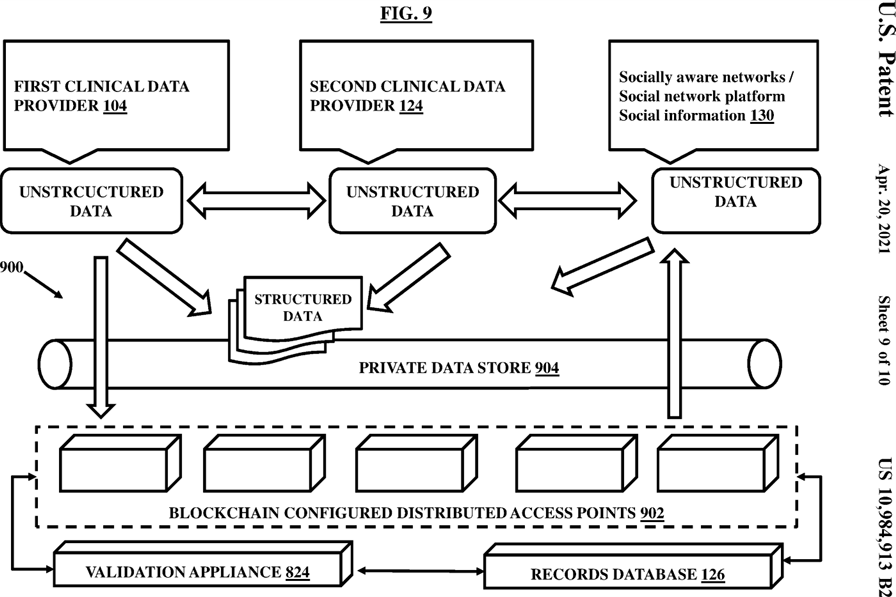 FIG. 9
FIRST CLINICAL DATA
PROVIDER 104
SECOND CLINICAL DATA
PROVIDER 124
Socially aware networks /
Social network platform
Social information 130
UNSTRCUCTURED
DATA
UNSTRUCTURED
DATA
UNSTRUCTURED
DATA
900
STRUCTURED
DATA
PRIVATE DATA STORE 904
BLOCKCHAIN CONFIGURED DISTRIBUTED ACCESS POINTS 902
VALIDATION APPLIANCE 824
RECORDS DATABASE 126
U.S. Patent
Apr. 20, 2021
Sheet 9 of 10
US 10,984,913 B2